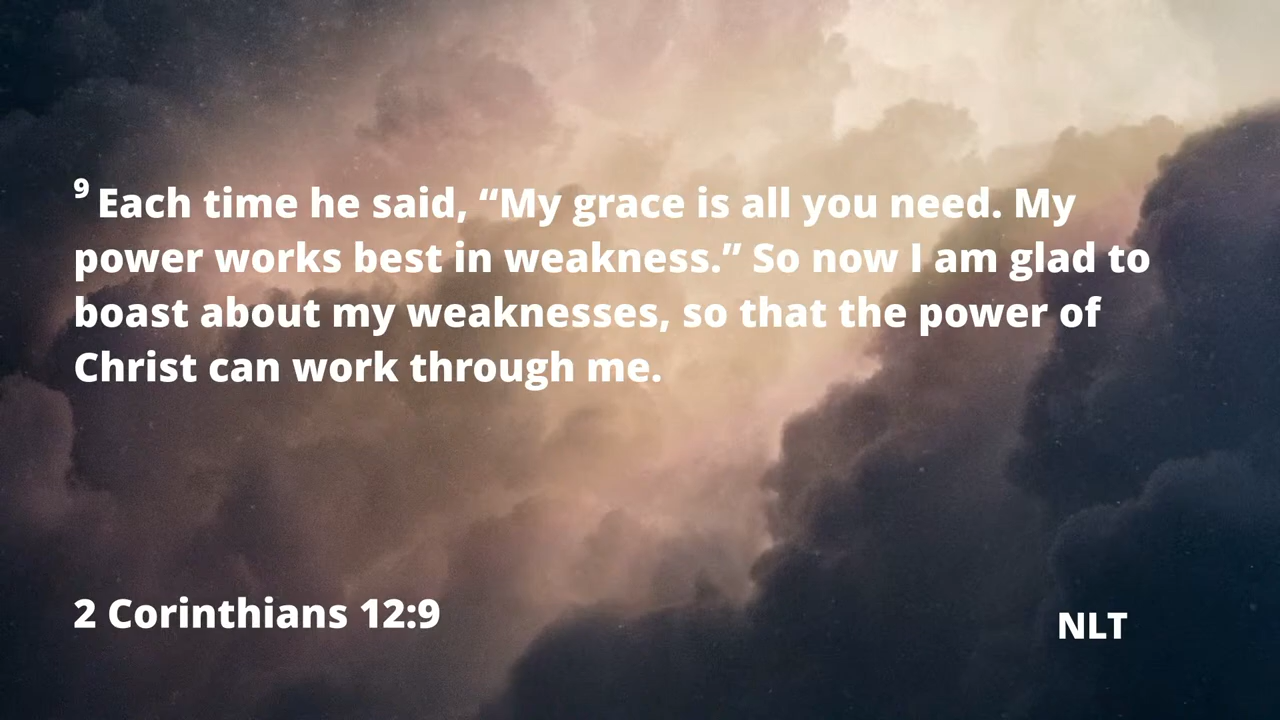 9 Each time he said, “My grace is all you need. My
power works best in weakness.” So now I am glad to
boast about my weaknesses, so that the power of
Christ can work through me.
2 Corinthians 12:9
NLT